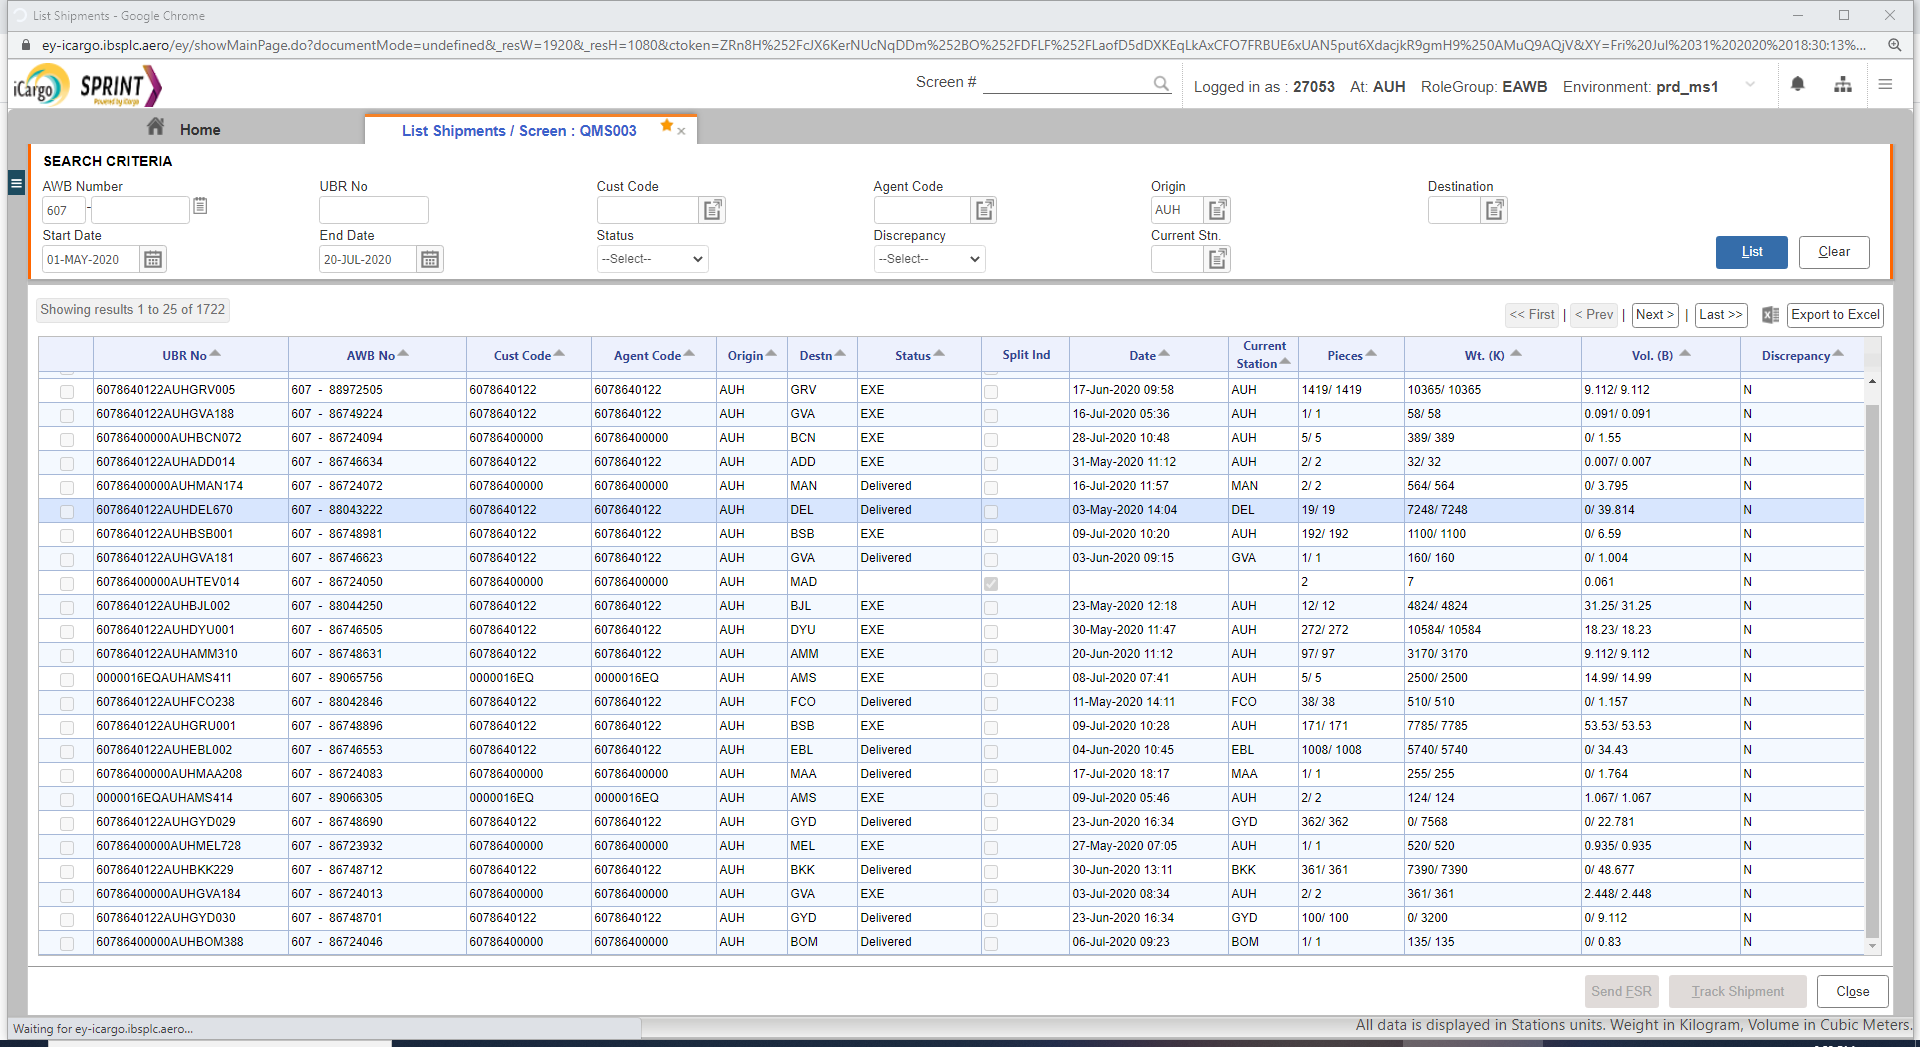 List Shipments - Google Chrome
ey-icargo.ibsplc.aero/ey/showMainPage.do?documentMode=undefined&_resW=1920&_resH=1080&ctoken=ZRn8H%252FcJX6KerNUcNqDDm%252BO%252FDFLF%252FLaofD5dDXKEqLkAxCFO7FRBUE6xUAN5put6XdacjkR9gmH9%250AMuQ9AQjV&XY=Fri%20Jul%2031%202020%2018:30:13%...
iCargo SPRINT Powered by iCargo Screen # Logged in as : 27053 At: AUH RoleGroup: EAWB Environment: prd_ms1
Home List Shipments / Screen : QMS003
SEARCH CRITERIA
AWB Number UBR No Cust Code Agent Code Origin Destination
607 - AUH
Start Date End Date Status Discrepancy Current Stn.
01-MAY-2020 20-JUL-2020 --Select-- --Select-- List Clear
Showing results 1 to 25 of 1722 << First | < Prev | Next > | Last >> Export to Excel
UBR No AWB No Cust Code Agent Code Origin Destn Status Split Ind Date Current Station Pieces Wt. (K) Vol. (B) Discrepancy
6078640122AUHGRV005 607 - 88972505 6078640122 6078640122 AUH GRV EXE 17-Jun-2020 09:58 AUH 1419/ 1419 10365/ 10365 9.112/ 9.112 N
6078640122AUHGVA188 607 - 86749224 6078640122 6078640122 AUH GVA EXE 16-Jul-2020 05:36 AUH 1/ 1 58/ 58 0.091/ 0.091 N
60786400000AUHBCN072 607 - 86724094 60786400000 60786400000 AUH BCN EXE 28-Jul-2020 10:48 AUH 5/ 5 389/ 389 0/ 1.55 N
6078640122AUHADD014 607 - 86746634 6078640122 6078640122 AUH ADD EXE 31-May-2020 11:12 AUH 2/ 2 32/ 32 0.007/ 0.007 N
60786400000AUHMAN174 607 - 86724072 60786400000 60786400000 AUH MAN Delivered 16-Jul-2020 11:57 MAN 2/ 2 564/ 564 0/ 3.795 N
6078640122AUHDEL670 607 - 88043222 6078640122 6078640122 AUH DEL Delivered 03-May-2020 14:04 DEL 19/ 19 7248/ 7248 0/ 39.814 N
6078640122AUHBSB001 607 - 86748981 6078640122 6078640122 AUH BSB EXE 09-Jul-2020 10:20 AUH 192/ 192 1100/ 1100 0/ 6.59 N
6078640122AUHGVA181 607 - 86746623 6078640122 6078640122 AUH GVA Delivered 03-Jun-2020 09:15 GVA 1/ 1 160/ 160 0/ 1.004 N
60786400000AUHTEV014 607 - 86724050 60786400000 60786400000 AUH MAD 2 7 0.061 N
6078640122AUHBJL002 607 - 88044250 6078640122 6078640122 AUH BJL EXE 23-May-2020 12:18 AUH 12/ 12 4824/ 4824 31.25/ 31.25 N
6078640122AUHDYU001 607 - 86746505 6078640122 6078640122 AUH DYU EXE 30-May-2020 11:47 AUH 272/ 272 10584/ 10584 18.23/ 18.23 N
6078640122AUHAMM310 607 - 86748631 6078640122 6078640122 AUH AMM EXE 20-Jun-2020 11:12 AUH 97/ 97 3170/ 3170 9.112/ 9.112 N
0000016EQAUHAMS411 607 - 89065756 0000016EQ 0000016EQ AUH AMS EXE 08-Jul-2020 07:41 AUH 5/ 5 2500/ 2500 14.99/ 14.99 N
6078640122AUHFCO238 607 - 88042846 6078640122 6078640122 AUH FCO Delivered 11-May-2020 14:11 FCO 38/ 38 510/ 510 0/ 1.157 N
6078640122AUHGRU001 607 - 86748896 6078640122 6078640122 AUH BSB EXE 09-Jul-2020 10:28 AUH 171/ 171 7785/ 7785 53.53/ 53.53 N
6078640122AUHEBL002 607 - 86746553 6078640122 6078640122 AUH EBL Delivered 04-Jun-2020 10:45 EBL 1008/ 1008 5740/ 5740 0/ 34.43 N
60786400000AUHMAA208 607 - 86724083 60786400000 60786400000 AUH MAA Delivered 17-Jul-2020 18:17 MAA 1/ 1 255/ 255 0/ 1.764 N
0000016EQAUHAMS414 607 - 89066305 0000016EQ 0000016EQ AUH AMS EXE 09-Jul-2020 05:46 AUH 2/ 2 124/ 124 1.067/ 1.067 N
6078640122AUHGYD029 607 - 86748690 6078640122 6078640122 AUH GYD Delivered 23-Jun-2020 16:34 GYD 362/ 362 0/ 7568 0/ 22.781 N
60786400000AUHMEL728 607 - 86723932 60786400000 60786400000 AUH MEL EXE 27-May-2020 07:05 AUH 1/ 1 520/ 520 0.935/ 0.935 N
6078640122AUHBKK229 607 - 86748712 6078640122 6078640122 AUH BKK Delivered 30-Jun-2020 13:11 BKK 361/ 361 7390/ 7390 0/ 48.677 N
60786400000AUHGVA184 607 - 86724013 60786400000 60786400000 AUH GVA EXE 03-Jul-2020 08:34 AUH 2/ 2 361/ 361 2.448/ 2.448 N
6078640122AUHGYD030 607 - 86748701 6078640122 6078640122 AUH GYD Delivered 23-Jun-2020 16:34 GYD 100/ 100 0/ 3200 0/ 9.112 N
60786400000AUHBOM388 607 - 86724046 60786400000 60786400000 AUH BOM Delivered 06-Jul-2020 09:23 BOM 1/ 1 135/ 135 0/ 0.83 N
Send FSR Track Shipment Close
Waiting for ey-icargo.ibsplc.aero... All data is displayed in Stations units. Weight in Kilogram, Volume in Cubic Meters.